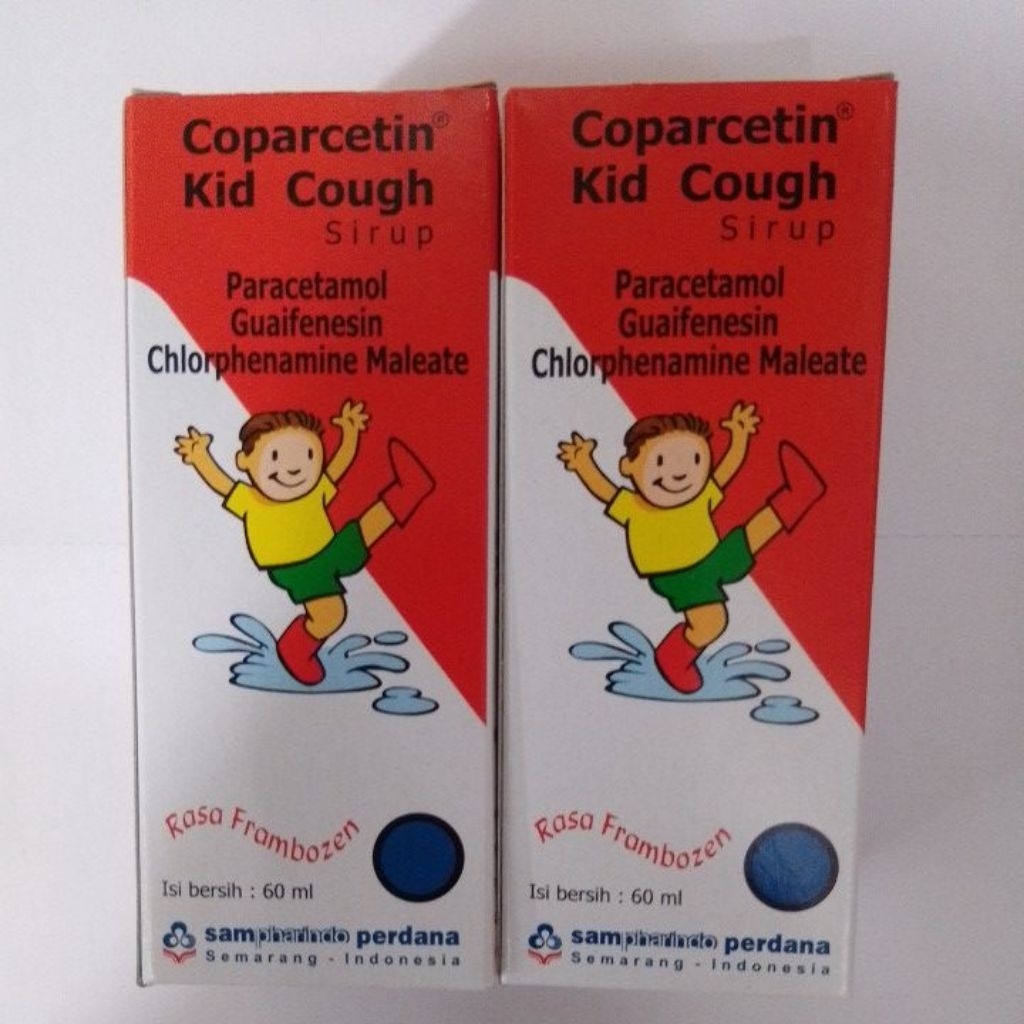 Coparcetin®
Kid Cough
Sirup
Paracetamol
Guaifenesin
Chlorphenamine Maleate
Rasa Frambozen
Isi bersih : 60 ml
sampharindo perdana
Semarang - Indonesia
Coparcetin®
Kid Cough
Sirup
Paracetamol
Guaifenesin
Chlorphenamine Maleate
Rasa Frambozen
Isi bersih : 60 ml
sampharindo perdana
Semarang - Indonesia